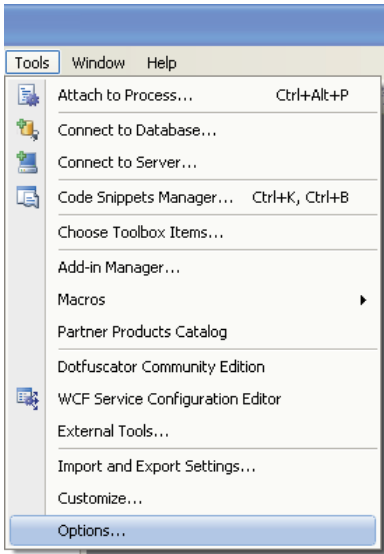 Tools Window Help
Attach to Process... Ctrl+Alt+P
Connect to Database...
Connect to Server...
Code Snippets Manager... Ctrl+K, Ctrl+B
Choose Toolbox Items...
Add-in Manager...
Macros
Partner Products Catalog
Dotfuscator Community Edition
WCF Service Configuration Editor
External Tools...
Import and Export Settings...
Customize...
Options...